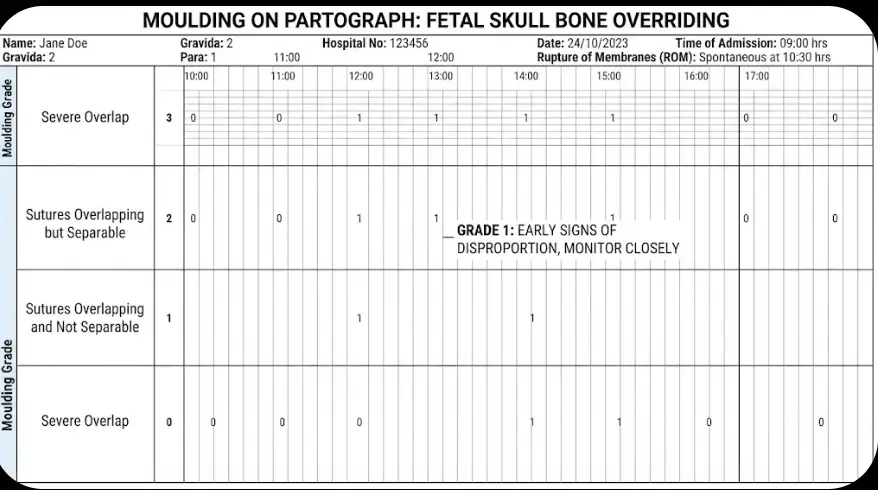 MOULDING ON PARTOGRAPH: FETAL SKULL BONE OVERRIDING
Name: Jane Doe Gravida: 2 Hospital No: 123456 Date: 24/10/2023 Time of Admission: 09:00 hrs
Gravida: 2 Para: 1 11:00 12:00 Rupture of Membranes (ROM): Spontaneous at 10:30 hrs
10:00 11:00 12:00 13:00 14:00 15:00 16:00 17:00
Moulding Grade
Severe Overlap 3 0 0 1 1 1 1 0 0
Sutures Overlapping
but Separable 2 0 0 1 1 1 0 0
GRADE 1: EARLY SIGNS OF
DISPROPORTION, MONITOR CLOSELY
Moulding Grade
Sutures Overlapping
and Not Separable 1 1 1
Severe Overlap 0 0 0 0 1 1 0 0